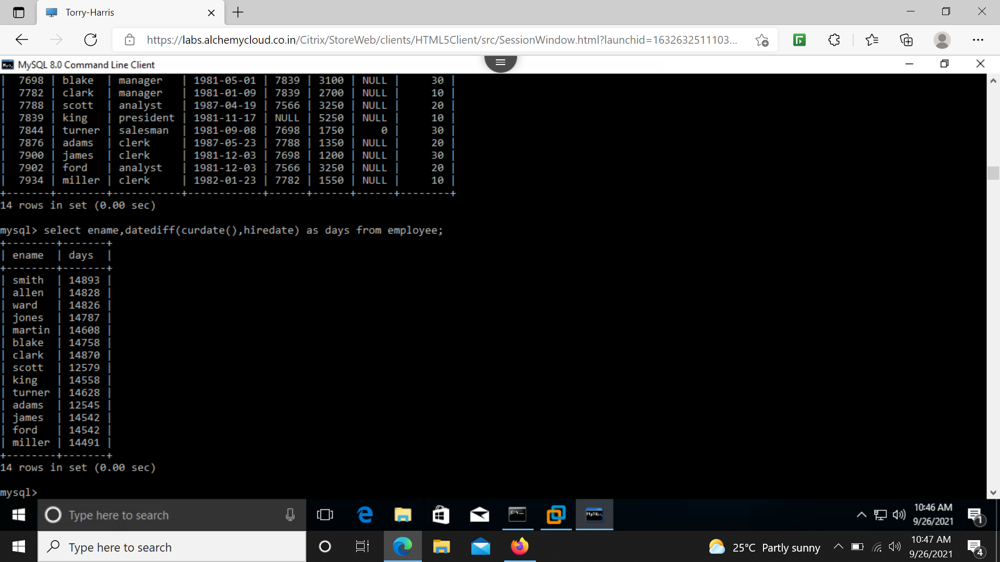 Torry-Harris
https://labs.alchemycloud.co.in/Citrix/StoreWeb/clients/HTML5Client/src/SessionWindow.html?launchid=1632632511103...
MySQL 8.0 Command Line Client
|  7698 | blake  | manager   | 1981-05-01 | 7839 | 3100 | NULL |     30 |
|  7782 | clark  | manager   | 1981-01-09 | 7839 | 2700 | NULL |     10 |
|  7788 | scott  | analyst   | 1987-04-19 | 7566 | 3250 | NULL |     20 |
|  7839 | king   | president | 1981-11-17 | NULL | 5250 | NULL |     10 |
|  7844 | turner | salesman  | 1981-09-08 | 7698 | 1750 |    0 |     30 |
|  7876 | adams  | clerk     | 1987-05-23 | 7788 | 1350 | NULL |     20 |
|  7900 | james  | clerk     | 1981-12-03 | 7698 | 1200 | NULL |     30 |
|  7902 | ford   | analyst   | 1981-12-03 | 7566 | 3250 | NULL |     20 |
|  7934 | miller | clerk     | 1982-01-23 | 7782 | 1550 | NULL |     10 |
+-------+--------+-----------+------------+------+------+------+--------+
14 rows in set (0.00 sec)
mysql> select ename,datediff(curdate(),hiredate) as days from employee;
+--------+-------+
| ename  | days  |
+--------+-------+
| smith  | 14893 |
| allen  | 14828 |
| ward   | 14826 |
| jones  | 14787 |
| martin | 14608 |
| blake  | 14758 |
| clark  | 14870 |
| scott  | 12579 |
| king   | 14558 |
| turner | 14628 |
| adams  | 12545 |
| james  | 14542 |
| ford   | 14542 |
| miller | 14491 |
+--------+-------+
14 rows in set (0.00 sec)
mysql>
Type here to search
10:46 AM
9/26/2021
1
Type here to search
25°C Partly sunny
10:47 AM
9/26/2021
4